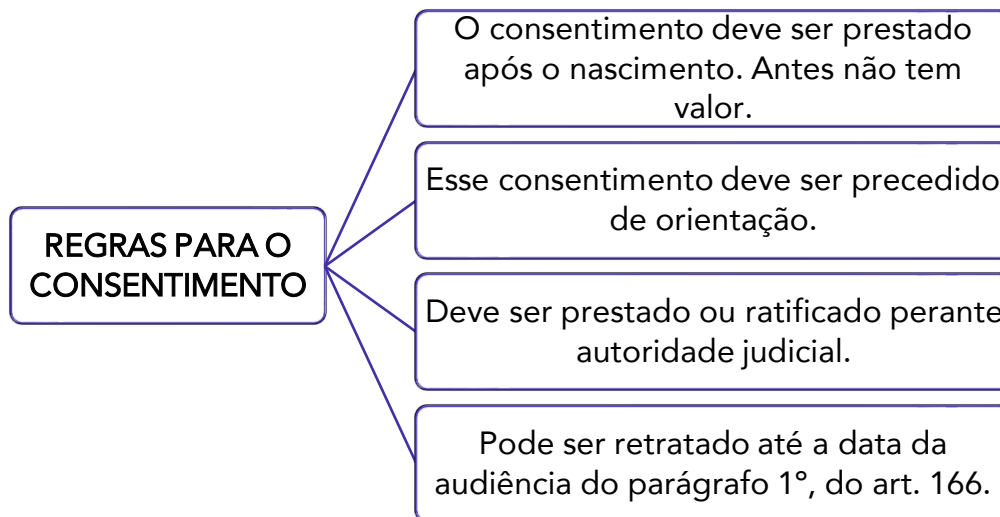 O consentimento deve ser prestado
após o nascimento. Antes não tem
valor.
Esse consentimento deve ser precedido
de orientação.
REGRAS PARA O
CONSENTIMENTO
Deve ser prestado ou ratificado perante
autoridade judicial.
Pode ser retratado até a data da
audiência do parágrafo 1º, do art. 166.